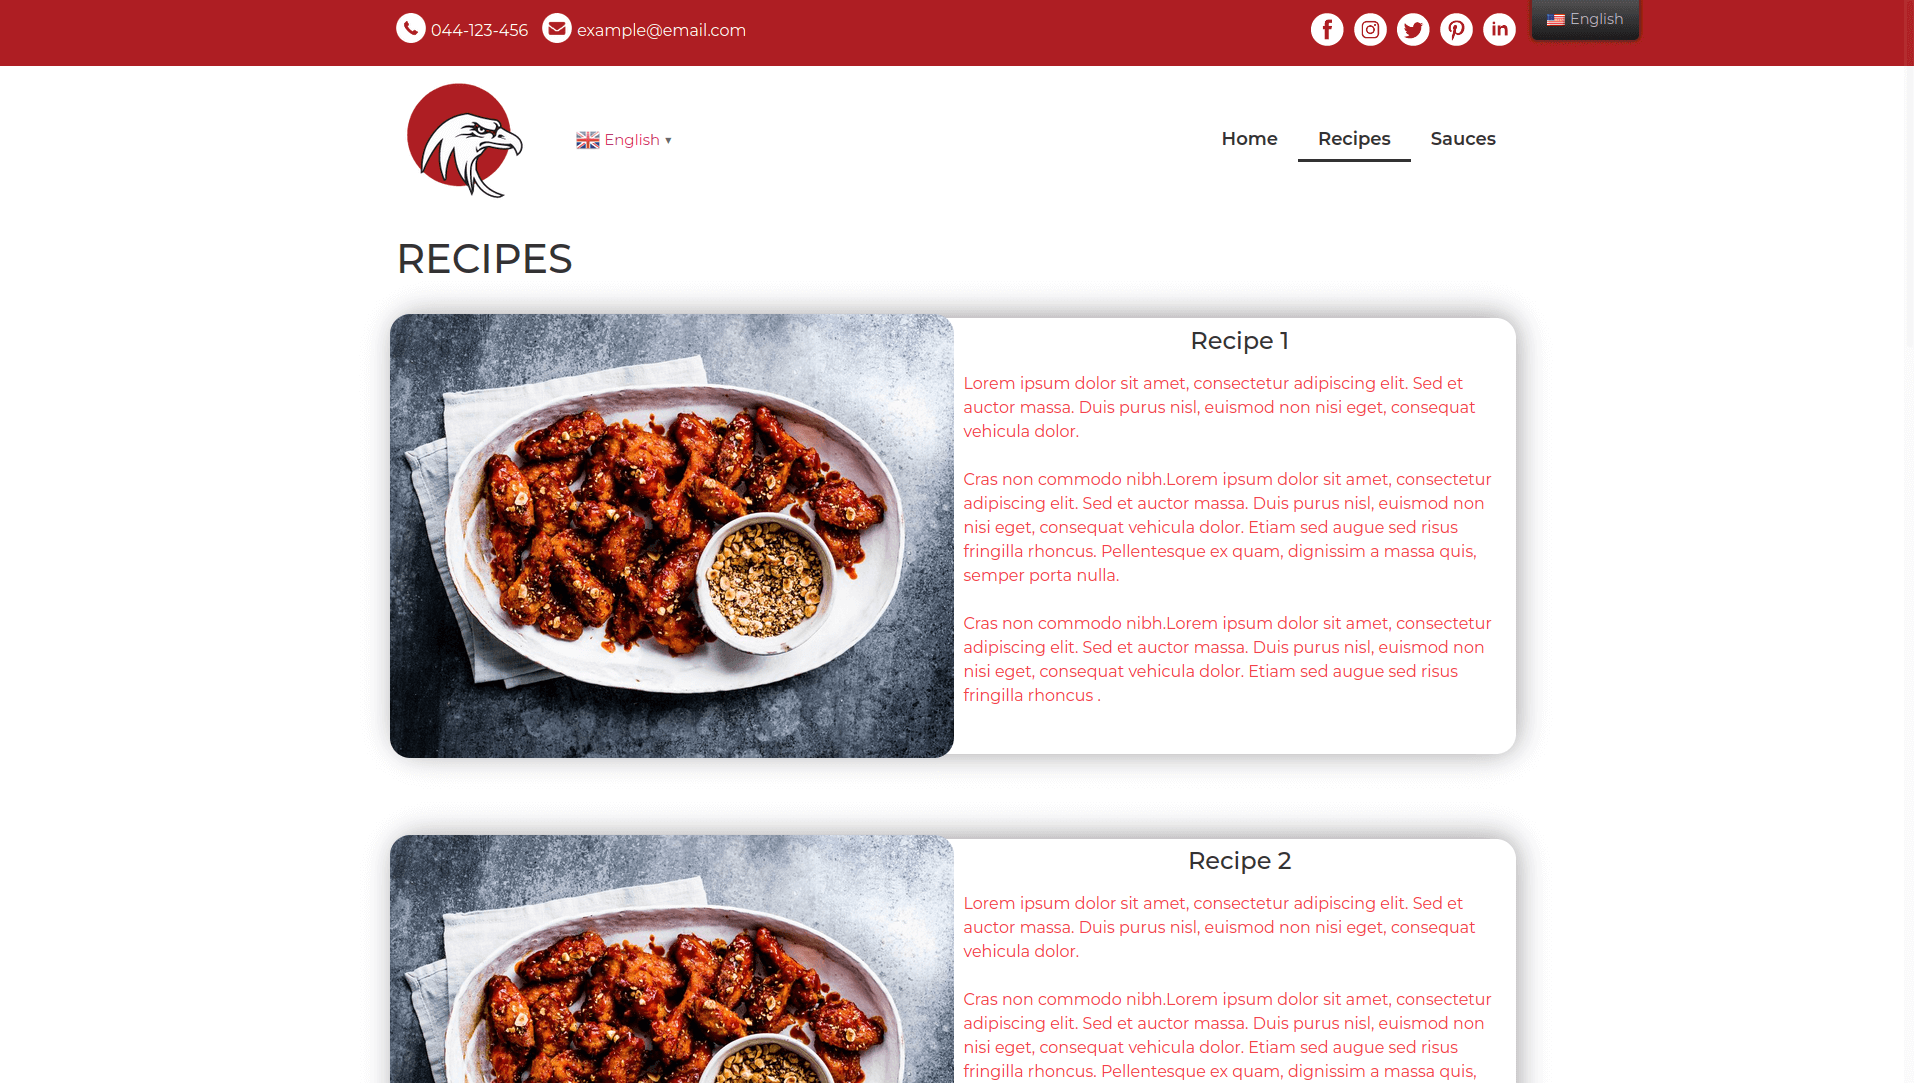 044-123-456 example@email.com
English
English ▾
Home Recipes Sauces
RECIPES
Recipe 1
Lorem ipsum dolor sit amet, consectetur adipiscing elit. Sed et
auctor massa. Duis purus nisl, euismod non nisi eget, consequat
vehicula dolor.
Cras non commodo nibh.Lorem ipsum dolor sit amet, consectetur
adipiscing elit. Sed et auctor massa. Duis purus nisl, euismod non
nisi eget, consequat vehicula dolor. Etiam sed augue sed risus
fringilla rhoncus. Pellentesque ex quam, dignissim a massa quis,
semper porta nulla.
Cras non commodo nibh.Lorem ipsum dolor sit amet, consectetur
adipiscing elit. Sed et auctor massa. Duis purus nisl, euismod non
nisi eget, consequat vehicula dolor. Etiam sed augue sed risus
fringilla rhoncus .
Recipe 2
Lorem ipsum dolor sit amet, consectetur adipiscing elit. Sed et
auctor massa. Duis purus nisl, euismod non nisi eget, consequat
vehicula dolor.
Cras non commodo nibh.Lorem ipsum dolor sit amet, consectetur
adipiscing elit. Sed et auctor massa. Duis purus nisl, euismod non
nisi eget, consequat vehicula dolor. Etiam sed augue sed risus
fringilla rhoncus. Pellentesque ex quam, dignissim a massa quis,